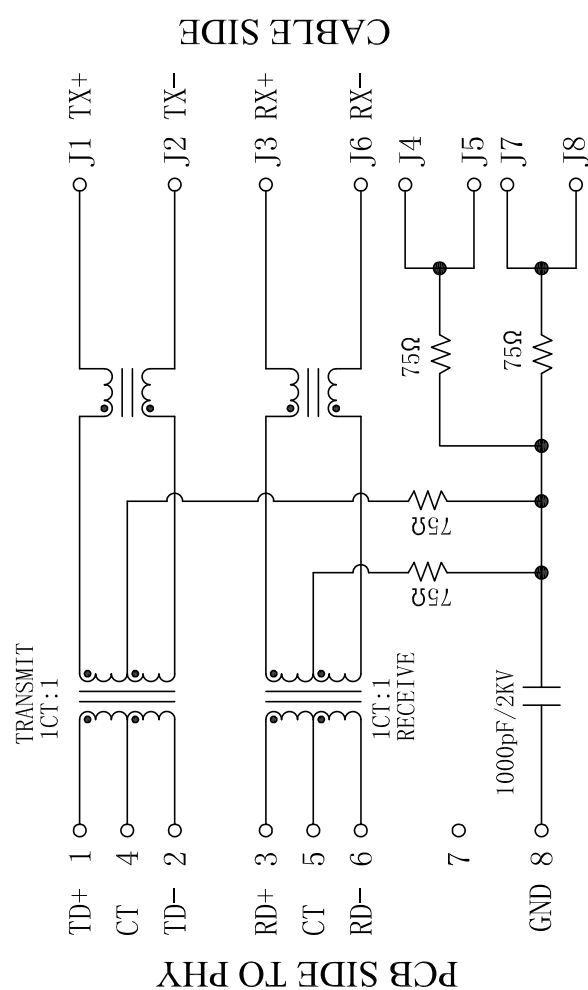 CABLE SIDE
TX+
TX-
RX+
RX-
J1
J2
J3
J6
J4
J5
J7
J8
75Ω
75Ω
75Ω
75Ω
TRANSMIT
1CT:1
1CT:1
RECEIVE
1000pF/2KV
1
4
2
3
5
6
7
8
TD+
CT
TD-
RD+
CT
RD-
GND
PCB SIDE TO PHY